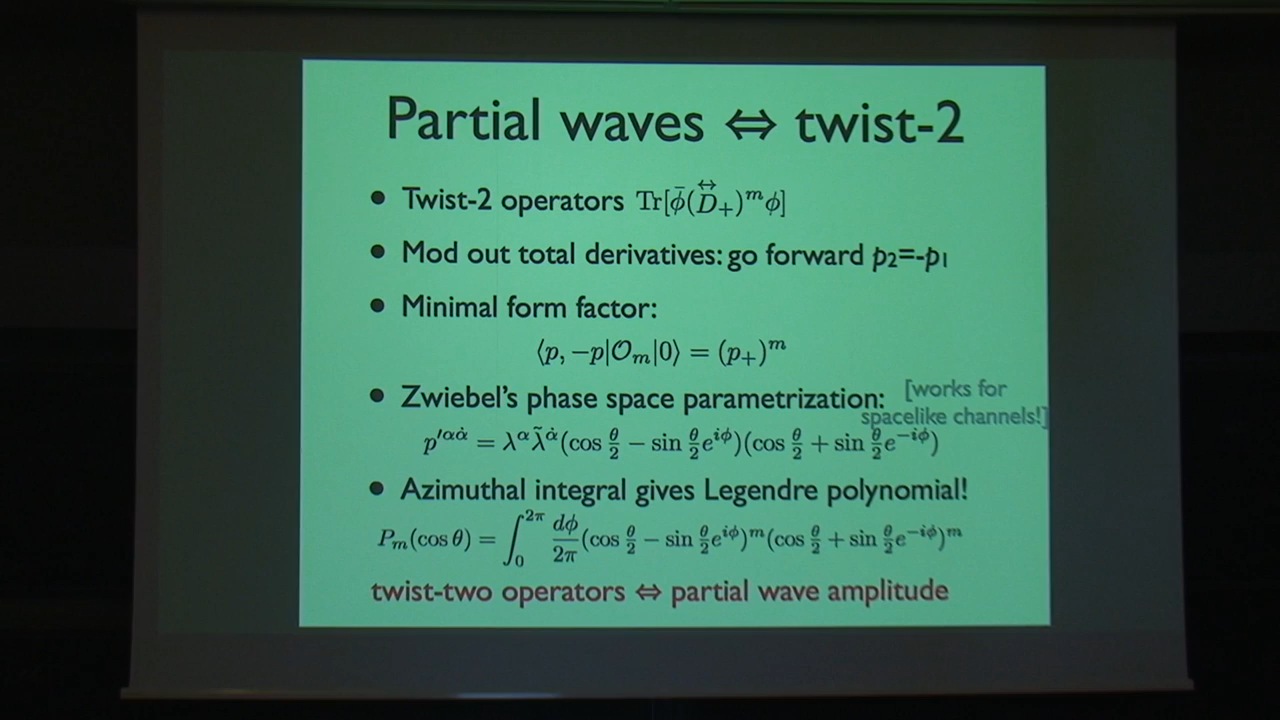 Partial waves ⇔ twist-2
• Twist-2 operators Tr[φ̄(D⃡₊)ᵐφ]
• Mod out total derivatives: go forward p₂=-p₁
• Minimal form factor:
⟨p, −p|𝒪ₘ|0⟩ = (p₊)ᵐ
• Zwiebel's phase space parametrization: [works for
spacelike channels!]
p′^{αα̇} = λ^α λ̃^{α̇}(cos θ/2 − sin θ/2 e^{iφ})(cos θ/2 + sin θ/2 e^{−iφ})
• Azimuthal integral gives Legendre polynomial!
Pₘ(cos θ) = ∫₀^{2π} dφ/2π (cos θ/2 − sin θ/2 e^{iφ})ᵐ(cos θ/2 + sin θ/2 e^{−iφ})ᵐ
twist-two operators ⇔ partial wave amplitude